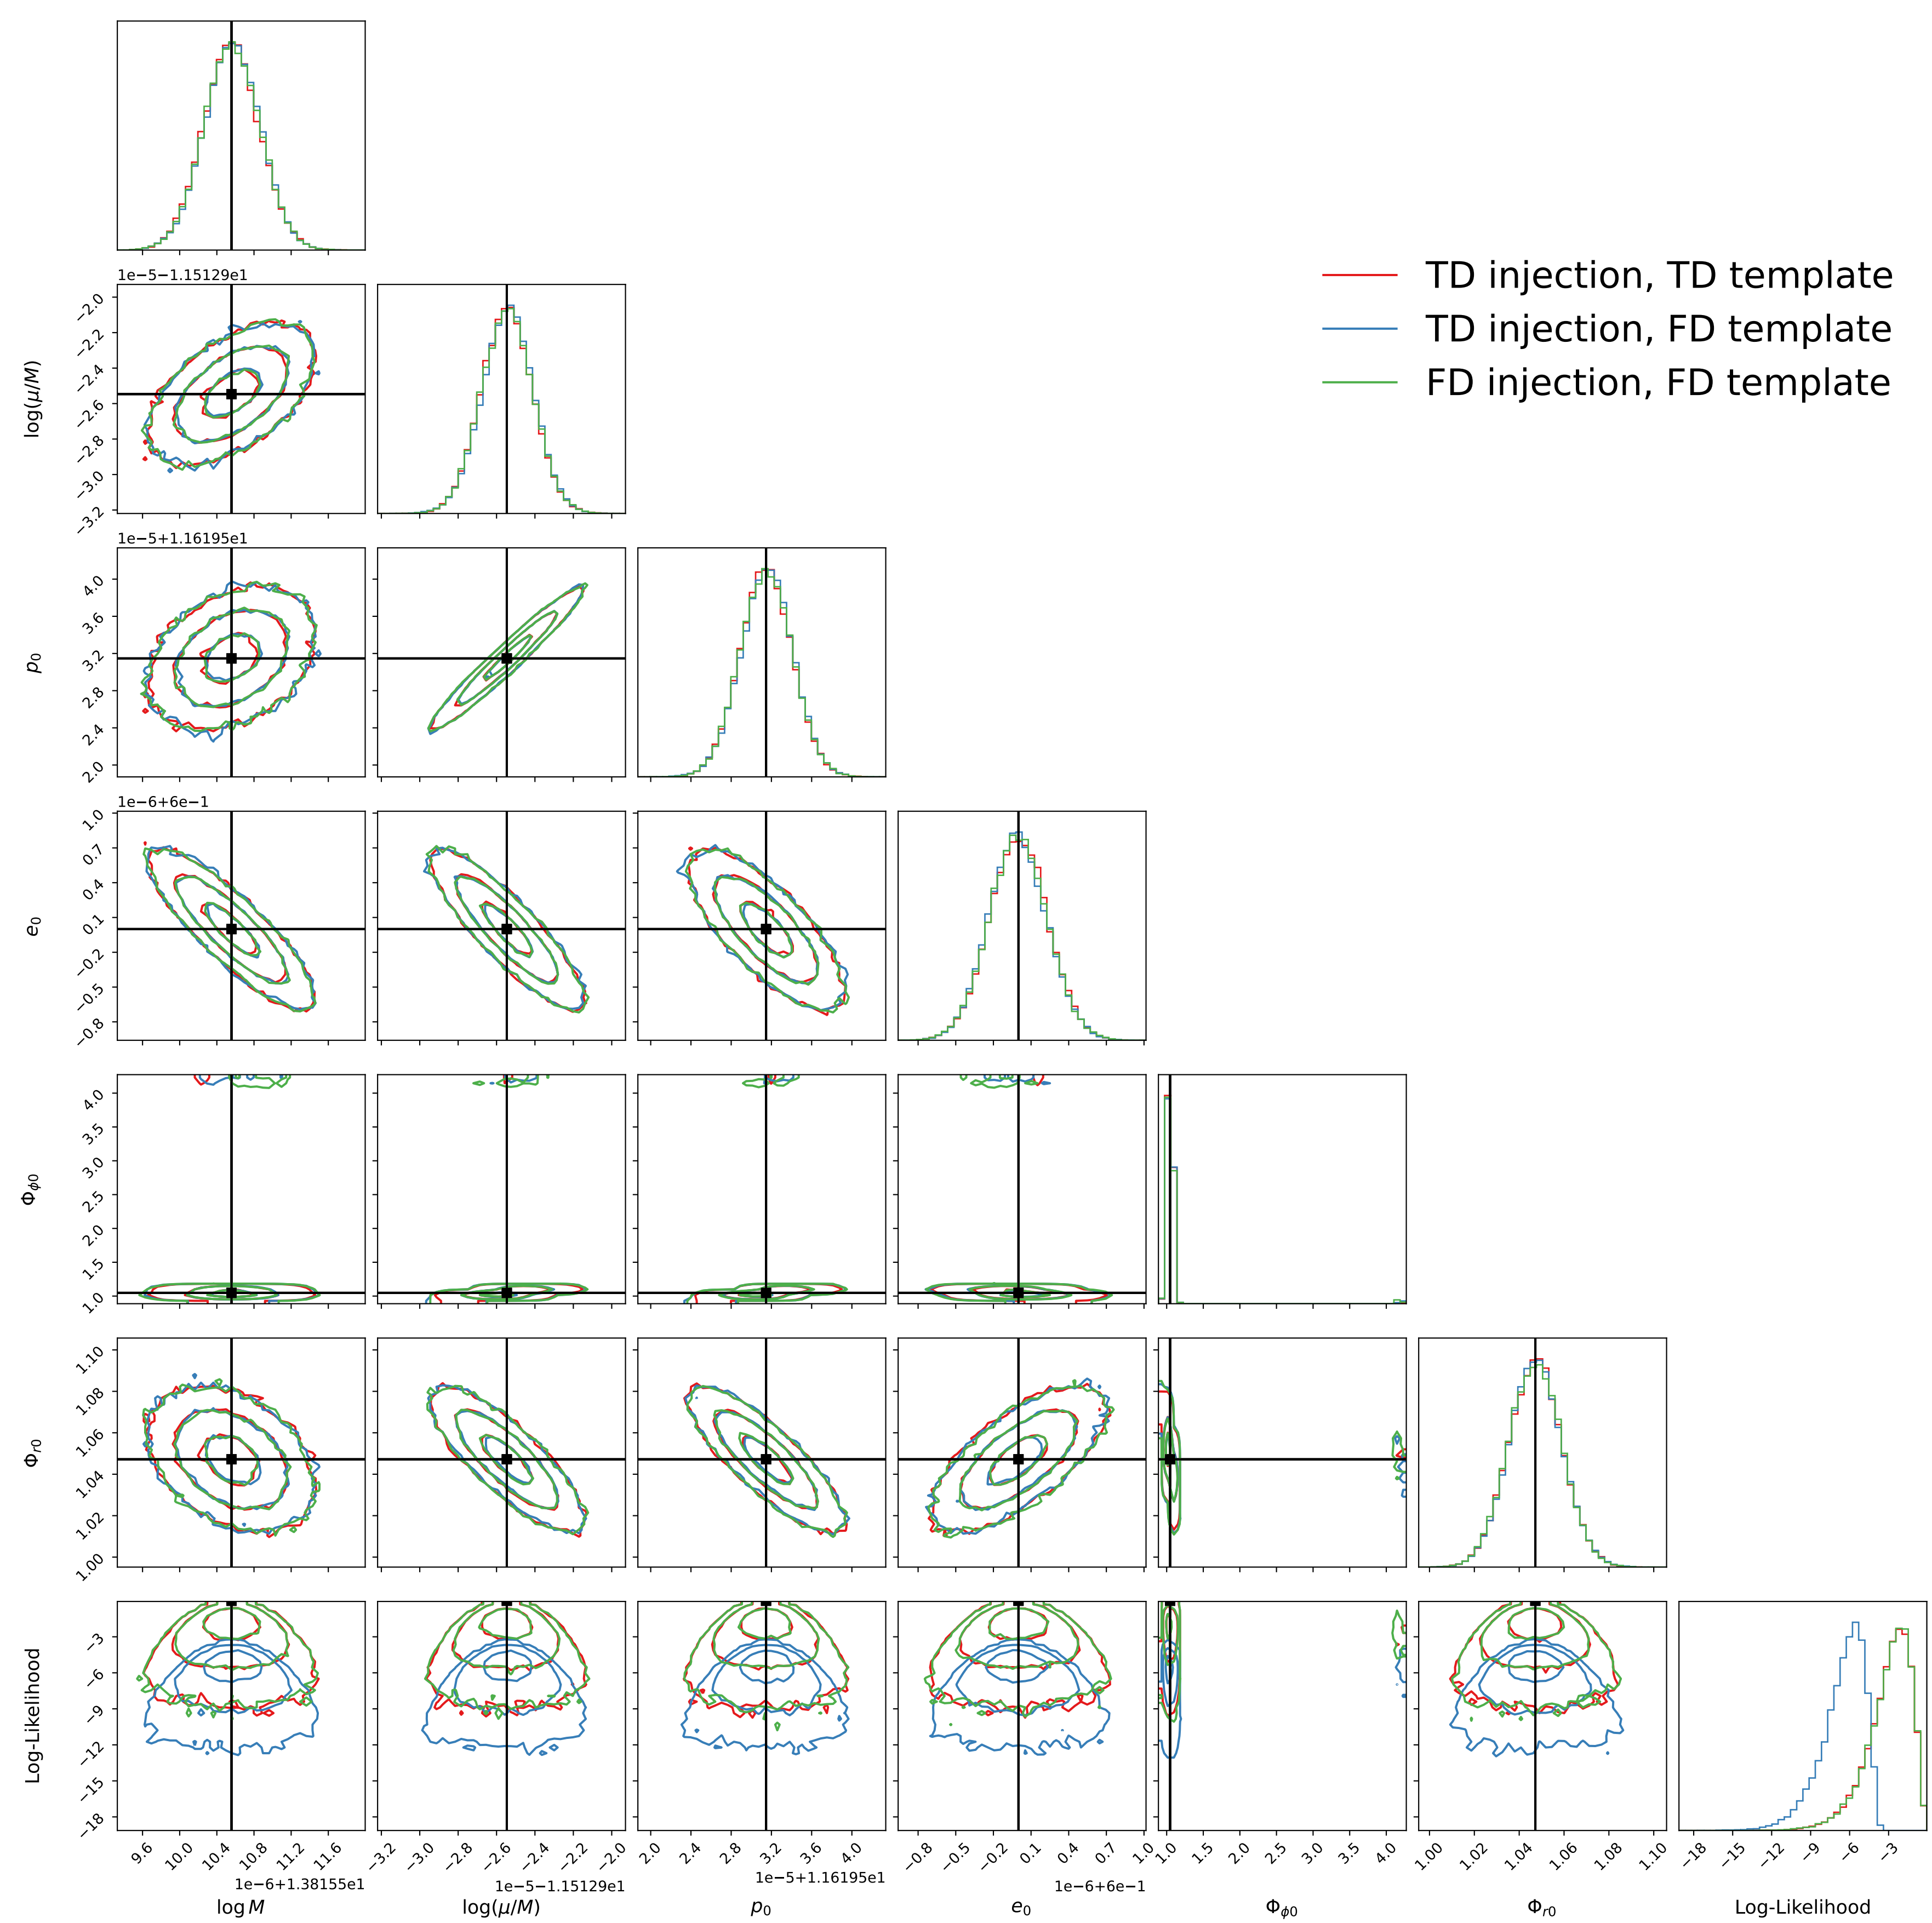 TD injection, TD template
TD injection, FD template
FD injection, FD template
1e−5−1.15129e1
log(μ/M)
−2.0
−2.2
−2.4
−2.6
−2.8
−3.0
−3.2
1e−5+1.16195e1
p₀
4.0
3.6
3.2
2.8
2.4
2.0
1e−6+6e−1
e₀
1.0
0.7
0.4
0.1
−0.2
−0.5
−0.8
Φϕ0
4.0
3.5
3.0
2.5
2.0
1.5
1.0
Φr0
1.10
1.08
1.06
1.04
1.02
1.00
Log-Likelihood
−3
−6
−9
−12
−15
−18
9.6 10.0 10.4 10.8 11.2 11.6
−3.2 −3.0 −2.8 −2.6 −2.4 −2.2 −2.0
2.0 2.4 2.8 3.2 3.6 4.0
−0.8 −0.5 −0.2 0.1 0.4 0.7 1.0
1.0 1.5 2.0 2.5 3.0 3.5 4.0
1.00 1.02 1.04 1.06 1.08 1.10
−18 −15 −12 −9 −6 −3
1e−6+1.38155e1
1e−5−1.15129e1
1e−5+1.16195e1
1e−6+6e−1
log M
log(μ/M)
p₀
e₀
Φϕ0
Φr0
Log-Likelihood